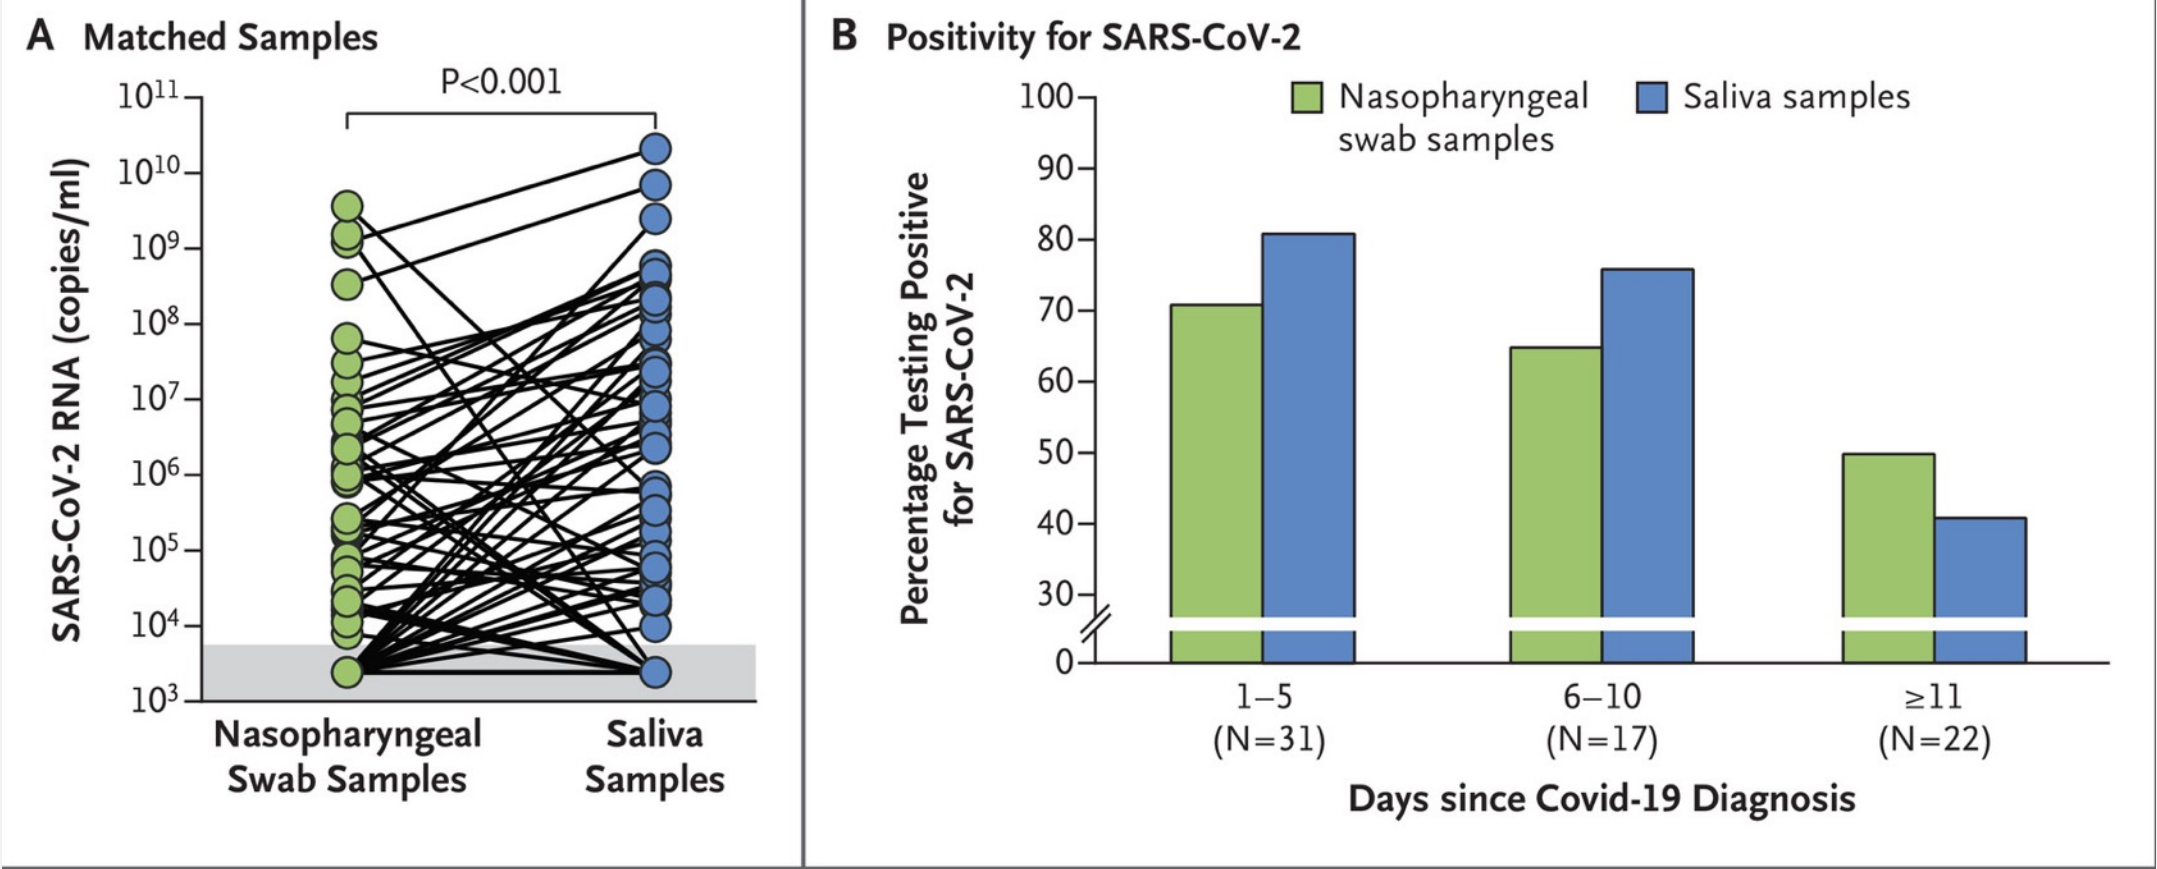 A Matched Samples
P<0.001
SARS-CoV-2 RNA (copies/ml)
10¹¹
10¹⁰
10⁹
10⁸
10⁷
10⁶
10⁵
10⁴
10³
Nasopharyngeal
Swab Samples
Saliva
Samples
B Positivity for SARS-CoV-2
Nasopharyngeal
swab samples
Saliva samples
Percentage Testing Positive
for SARS-CoV-2
100
90
80
70
60
50
40
30
0
1–5
(N=31)
6–10
(N=17)
≥11
(N=22)
Days since Covid-19 Diagnosis